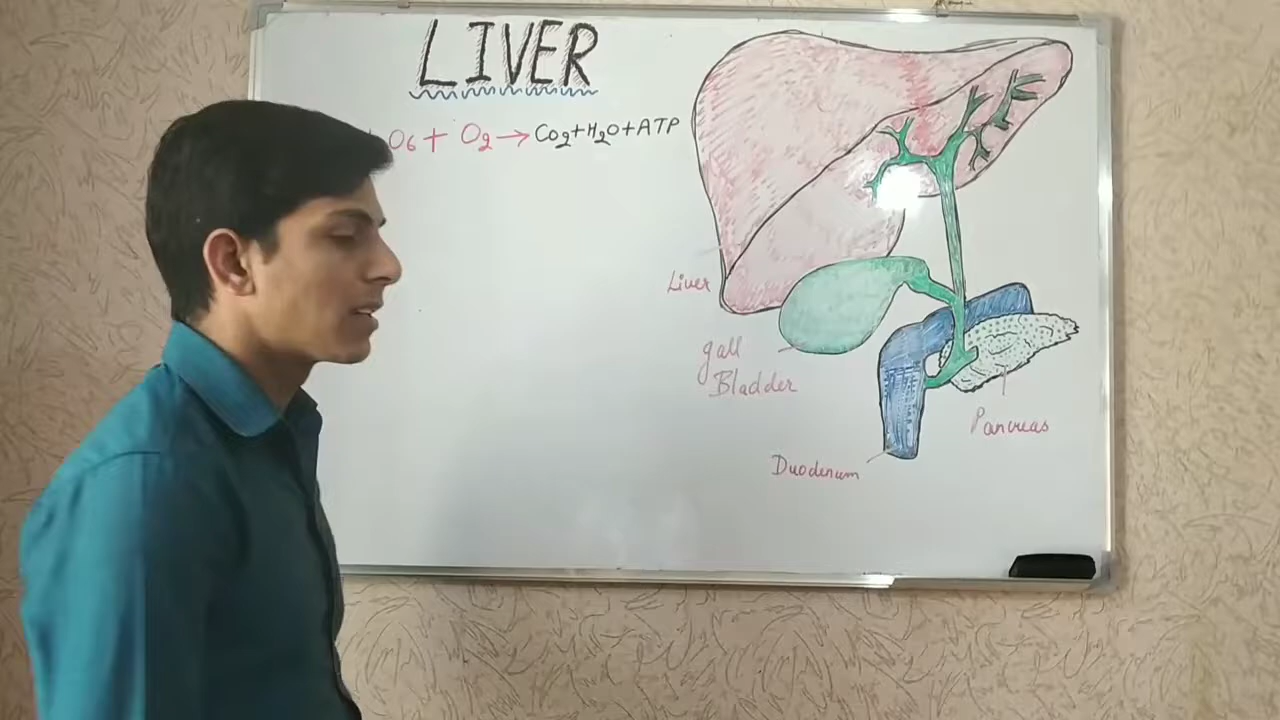 LIVER
O₆ + O₂ → Co₂+H₂O+ATP
Liver
gall
Bladder
Pancreas
Duodenum